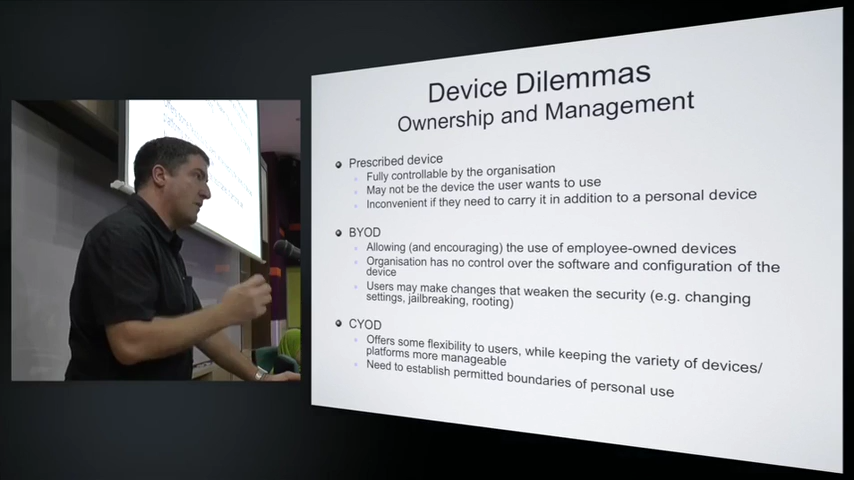 Device Dilemmas
Ownership and Management
Prescribed device
Fully controllable by the organisation
May not be the device the user wants to use
Inconvenient if they need to carry it in addition to a personal device
BYOD
Allowing (and encouraging) the use of employee-owned devices
Organisation has no control over the software and configuration of the
device
Users may make changes that weaken the security (e.g. changing
settings, jailbreaking, rooting)
CYOD
Offers some flexibility to users, while keeping the variety of devices/
platforms more manageable
Need to establish permitted boundaries of personal use